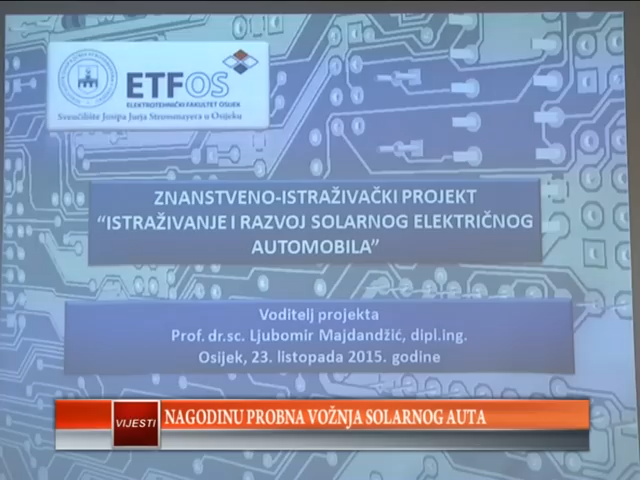 ETFOS
ELEKTROTEHNIČKI FAKULTET OSIJEK
Sveučilište Josipa Jurja Strossmayera u Osijeku
ZNANSTVENO-ISTRAŽIVAČKI PROJEKT
“ISTRAŽIVANJE I RAZVOJ SOLARNOG ELEKTRIČNOG
AUTOMOBILA”
Voditelj projekta
Prof. dr.sc. Ljubomir Majdandžić, dipl.ing.
Osijek, 23. listopada 2015. godine
VIJESTI NAGODINU PROBNA VOŽNJA SOLARNOG AUTA